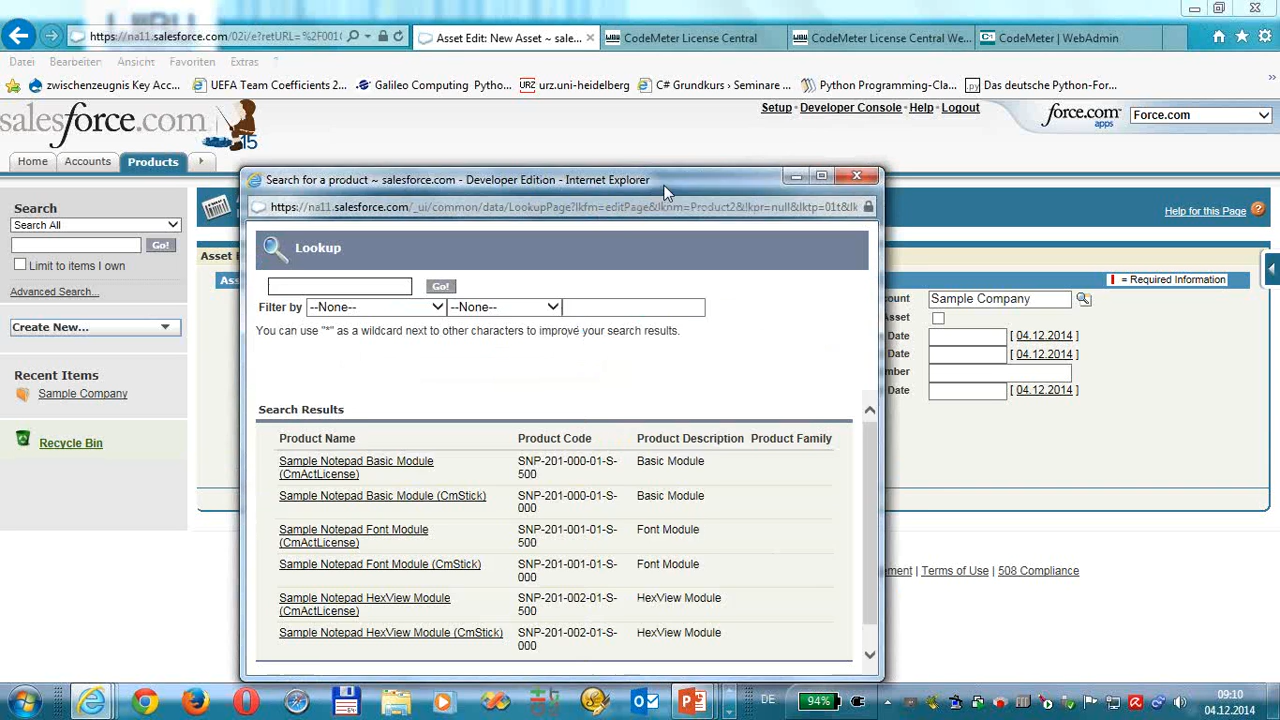 https://na11.salesforce.com/02i/e?retURL=%2F001(
Asset Edit: New Asset ~ sale...
CodeMeter License Central
CodeMeter License Central We...
CodeMeter | WebAdmin
Datei Bearbeiten Ansicht Favoriten Extras
zwischenzeugnis Key Acc...
UEFA Team Coefficients 2...
Galileo Computing Pytho...
URZ urz.uni-heidelberg
C# Grundkurs › Seminare ...
Python Programming-Cla...
.py Das deutsche Python-For...
salesforce.com
15
Setup · Developer Console · Help · Logout
force.com
apps
Force.com
Home Accounts Products
Search for a product ~ salesforce.com - Developer Edition - Internet Explorer
https://na11.salesforce.com/_ui/common/data/LookupPage?lkfm=editPage&lknm=Product2&lkpr=null&lktp=01t&lk
Search
Search All
Go!
Limit to items I own
Advanced Search...
Create New...
Recent Items
Sample Company
Recycle Bin
Help for this Page
Asset
Ass
= Required Information
Sample Company
Asset
Date [ 04.12.2014 ]
Date [ 04.12.2014 ]
Date [ 04.12.2014 ]
Terms of Use | 508 Compliance
Lookup
Go!
Filter by --None-- --None--
You can use "*" as a wildcard next to other characters to improve your search results.
Search Results
Product Name Product Code Product Description Product Family
Sample Notepad Basic Module (CmActLicense) SNP-201-000-01-S-500 Basic Module
Sample Notepad Basic Module (CmStick) SNP-201-000-01-S-000 Basic Module
Sample Notepad Font Module (CmActLicense) SNP-201-001-01-S-500 Font Module
Sample Notepad Font Module (CmStick) SNP-201-001-01-S-000 Font Module
Sample Notepad HexView Module (CmActLicense) SNP-201-002-01-S-500 HexView Module
Sample Notepad HexView Module (CmStick) SNP-201-002-01-S-000 HexView Module
DE
94%
09:10
04.12.2014